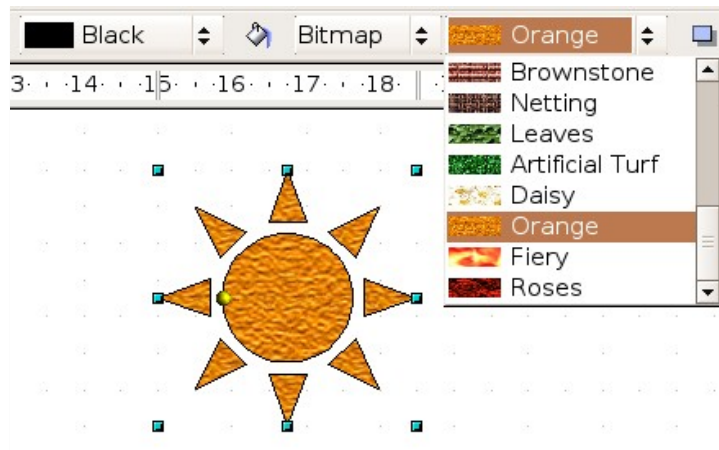 Black Bitmap Orange
3 14 15 16 17 18
Brownstone
Netting
Leaves
Artificial Turf
Daisy
Orange
Fiery
Roses